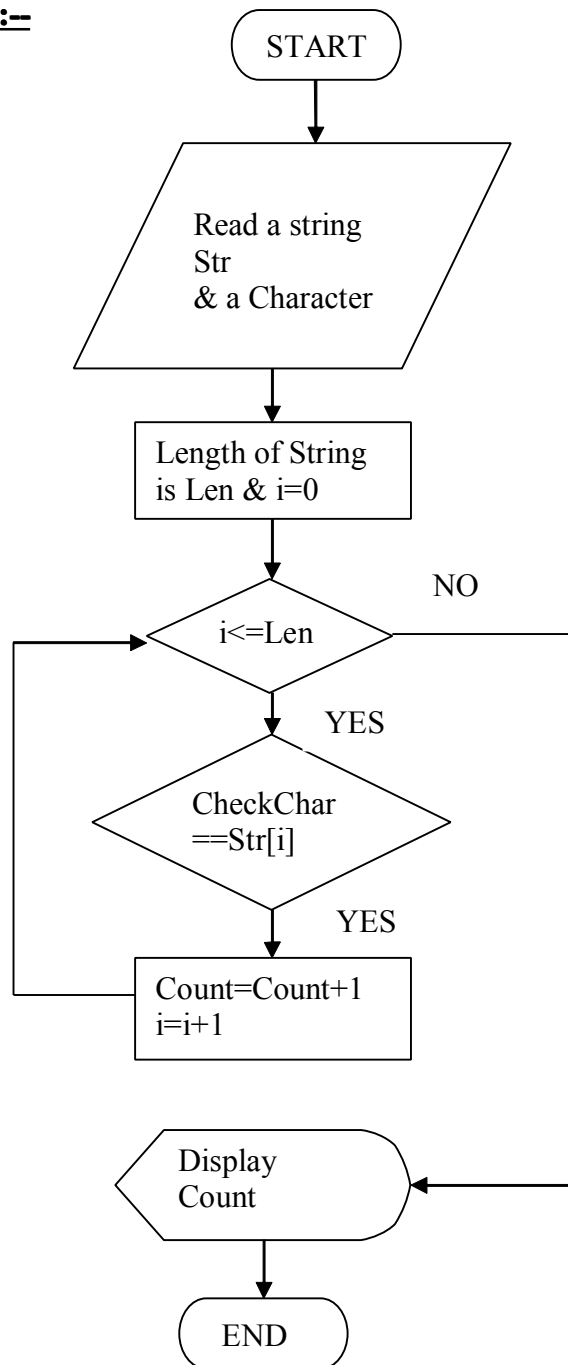 :--
START
Read a string
Str
& a Character
Length of String
is Len & i=0
NO
i<=Len
YES
CheckChar
==Str[i]
YES
Count=Count+1
i=i+1
Display
Count
END